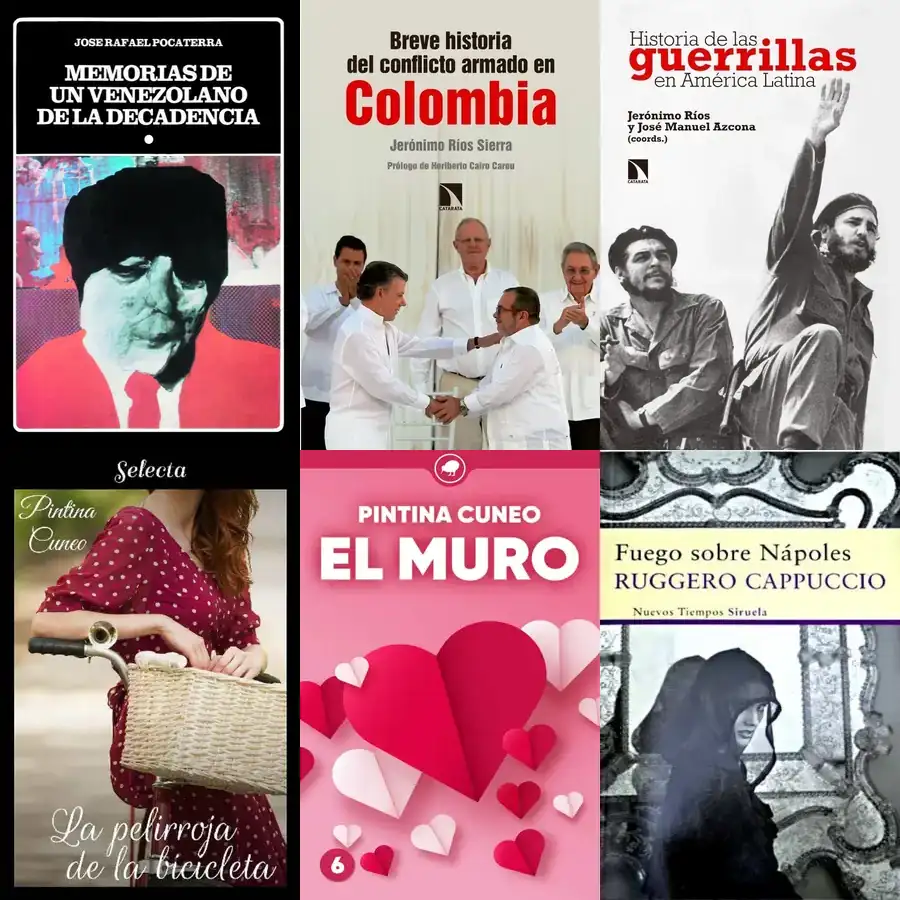 JOSE RAFAEL POCATERRA
MEMORIAS DE
UN VENEZOLANO
DE LA DECADENCIA
Breve historia
del conflicto armado en
Colombia
Jerónimo Ríos Sierra
Prólogo de Heriberto Cairo Carou
CATARATA
Historia de las
guerrillas
en América Latina
Jerónimo Ríos
y José Manuel Azcona
(coords.)
CATARATA
Selecta
Pintina
Cuneo
La pelirroja
de la bicicleta
PINTINA CUNEO
EL MURO
6
Fuego sobre Nápoles
RUGGERO CAPPUCCIO
Nuevos Tiempos Siruela